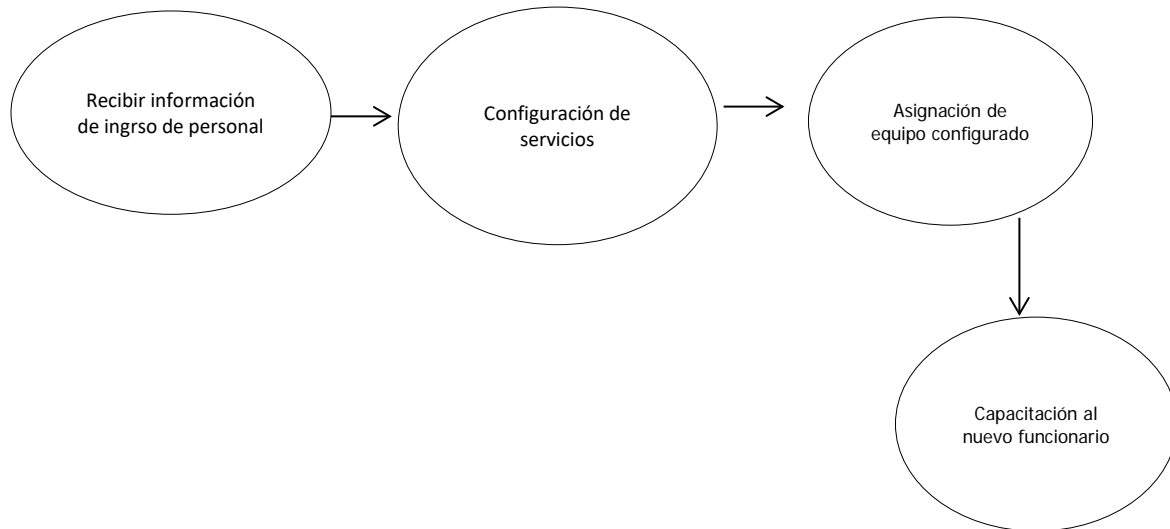 Recibir información
de ingrso de personal
Configuración de
servicios
Asignación de
equipo configurado
Capacitación al
nuevo funcionario